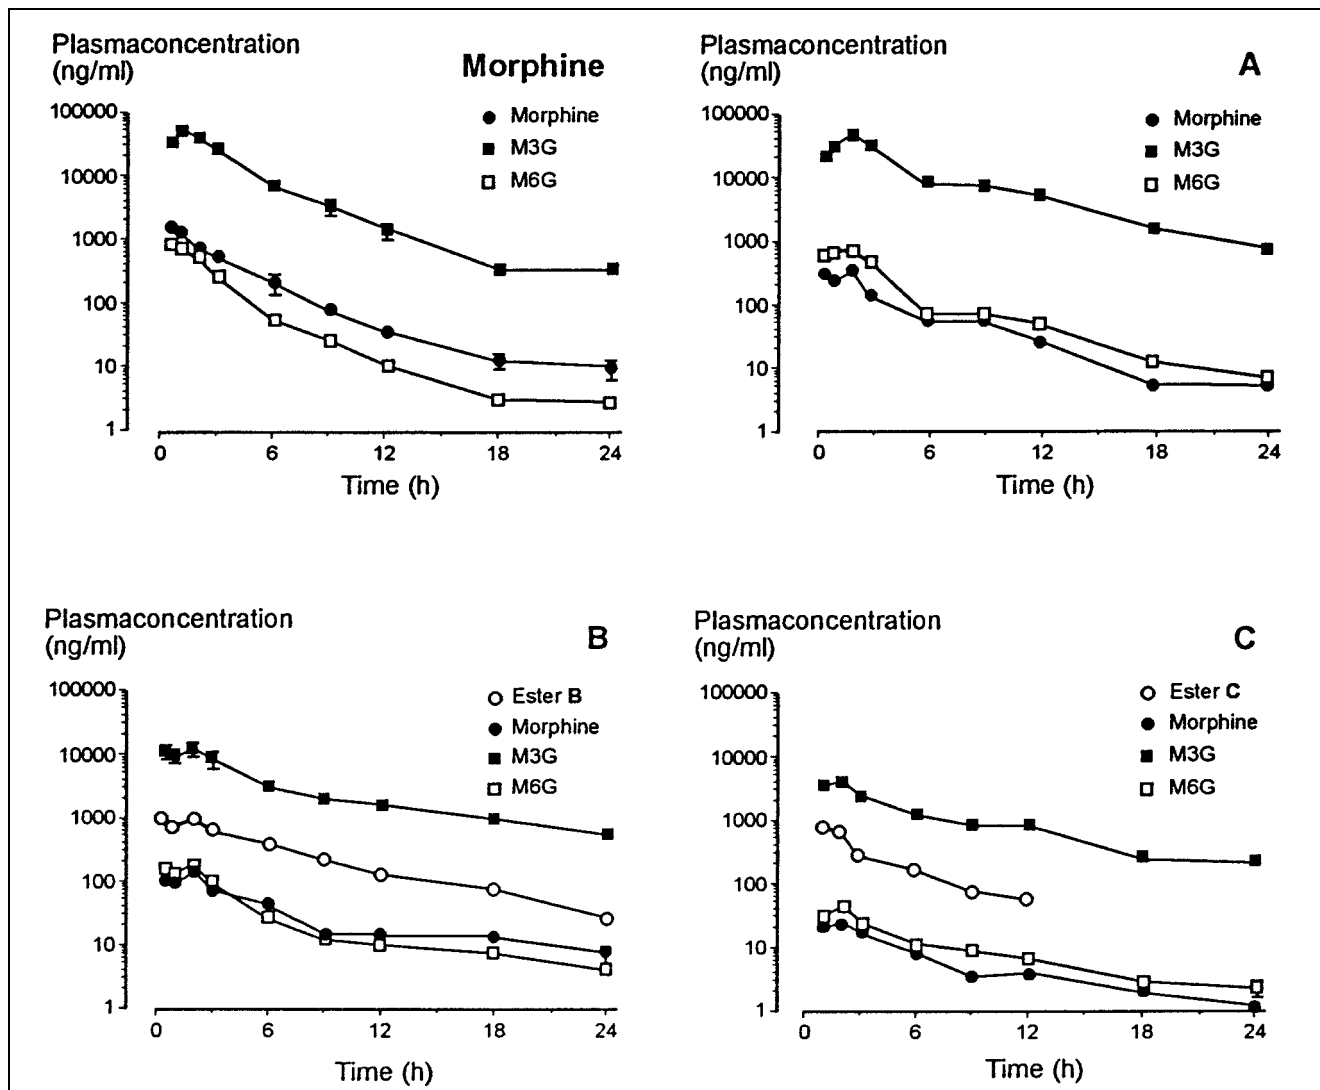 Plasmaconcentration
(ng/ml)
Morphine
Morphine
M3G
M6G
100000
10000
1000
100
10
1
0 6 12 18 24
Time (h)
Plasmaconcentration
(ng/ml)
A
Morphine
M3G
M6G
100000
10000
1000
100
10
1
0 6 12 18 24
Time (h)
Plasmaconcentration
(ng/ml)
B
Ester B
Morphine
M3G
M6G
100000
10000
1000
100
10
1
0 6 12 18 24
Time (h)
Plasmaconcentration
(ng/ml)
C
Ester C
Morphine
M3G
M6G
100000
10000
1000
100
10
1
0 6 12 18 24
Time (h)